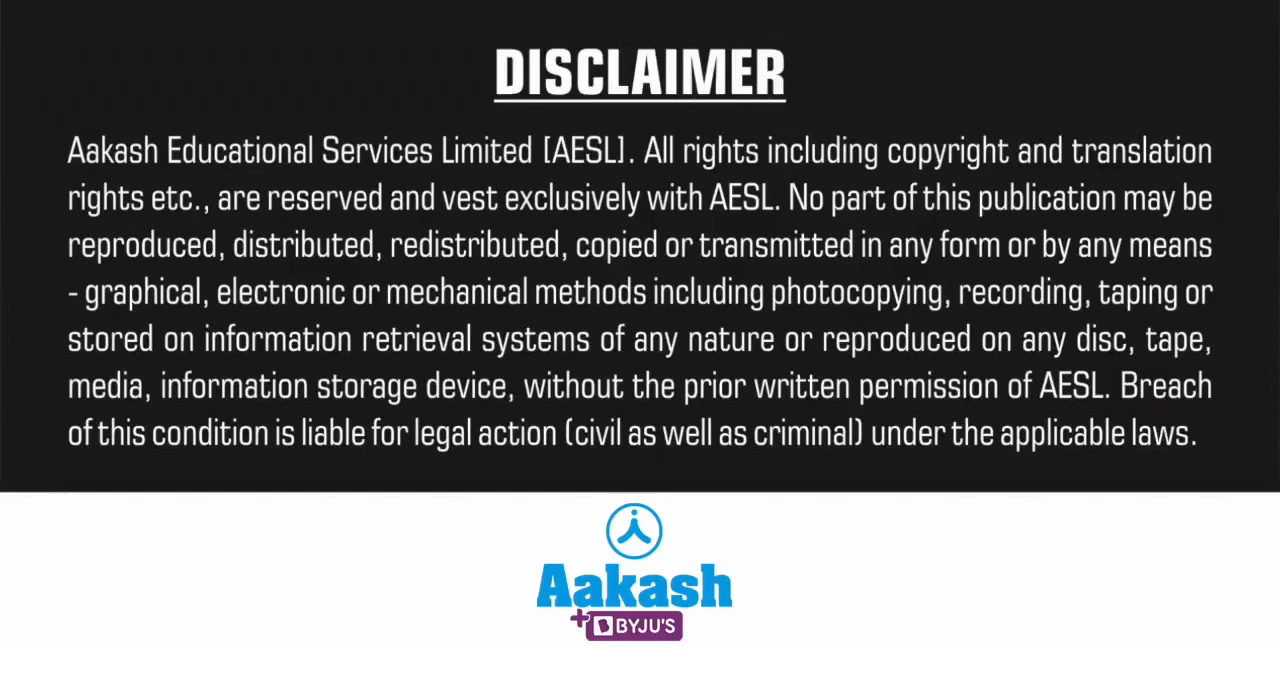 DISCLAIMER
Aakash Educational Services Limited [AESL]. All rights including copyright and translation
rights etc., are reserved and vest exclusively with AESL. No part of this publication may be
reproduced, distributed, redistributed, copied or transmitted in any form or by any means
- graphical, electronic or mechanical methods including photocopying, recording, taping or
stored on information retrieval systems of any nature or reproduced on any disc, tape,
media, information storage device, without the prior written permission of AESL. Breach
of this condition is liable for legal action (civil as well as criminal) under the applicable laws.
Aakash
+ BYJU'S